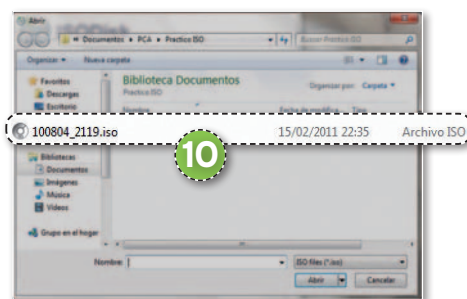 Abrir
« Documentos ▸ PCA ▸ Practico ISO
Buscar Practico ISO
Organizar
Nueva carpeta
Favoritos
Descargas
Escritorio
Biblioteca Documentos
Practico ISO
Organizar por: Carpeta
Nombre
Fecha de modifica...
Tipo
100804_2119.iso
15/02/2011 22:35
Archivo ISO
10
Bibliotecas
Documentos
Imágenes
Música
Videos
Grupo en el hogar
Nombre:
ISO files (*.iso)
Abrir
Cancelar